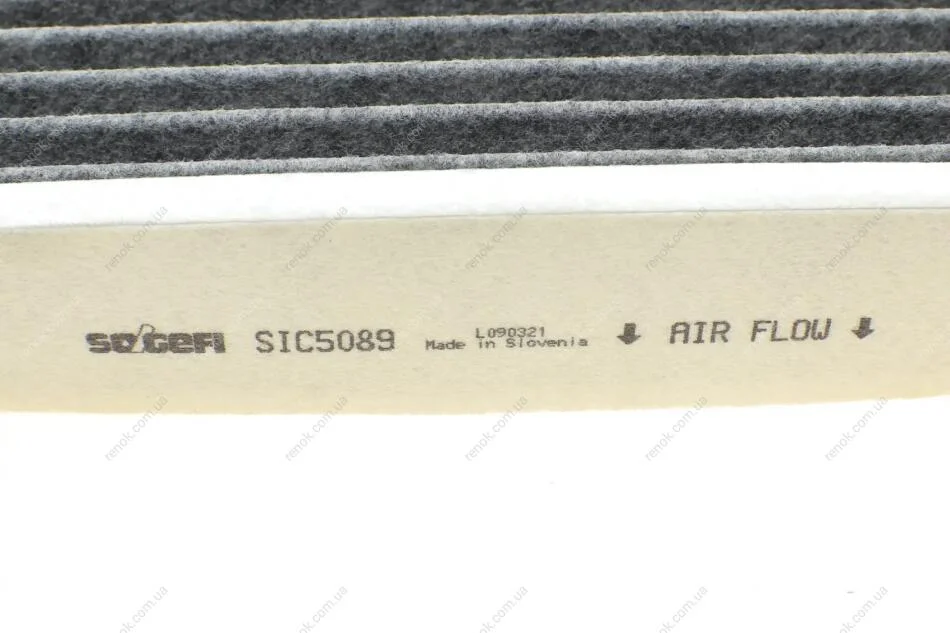 SOGEFI SIC5089 L090321 AIR FLOW
Made in Slovenia
renok.com.ua